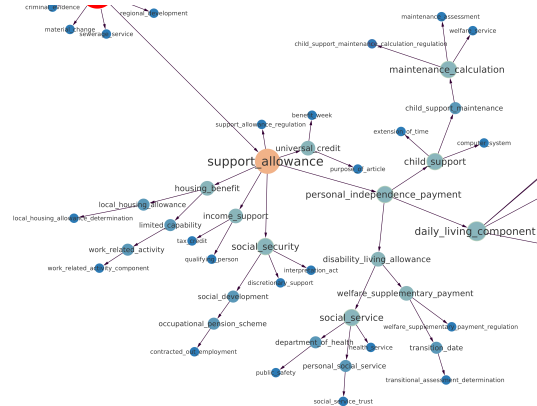 criminal_evidence
regional_development
material_change
sewerage_service
maintenance_assessment
welfare_service
child_support_maintenance_calculation_regulation
maintenance_calculation
child_support_maintenance
benefit_week
support_allowance_regulation
extension_of_time
computer_system
universal_credit
support_allowance
purpose_of_article
child_support
housing_benefit
personal_independence_payment
local_housing_allowance
local_housing_allowance_determination
income_support
limited_capability
daily_living_component
tax_credit
work_related_activity
social_security
qualifying_person
disability_living_allowance
work_related_activity_component
interpretation_act
discretionary_support
social_development
welfare_supplementary_payment
social_service
occupational_pension_scheme
welfare_supplementary_payment_regulation
department_of_health
health_service
transition_date
contracted_out_employment
personal_social_service
public_safety
transitional_assessment_determination
social_service_trust